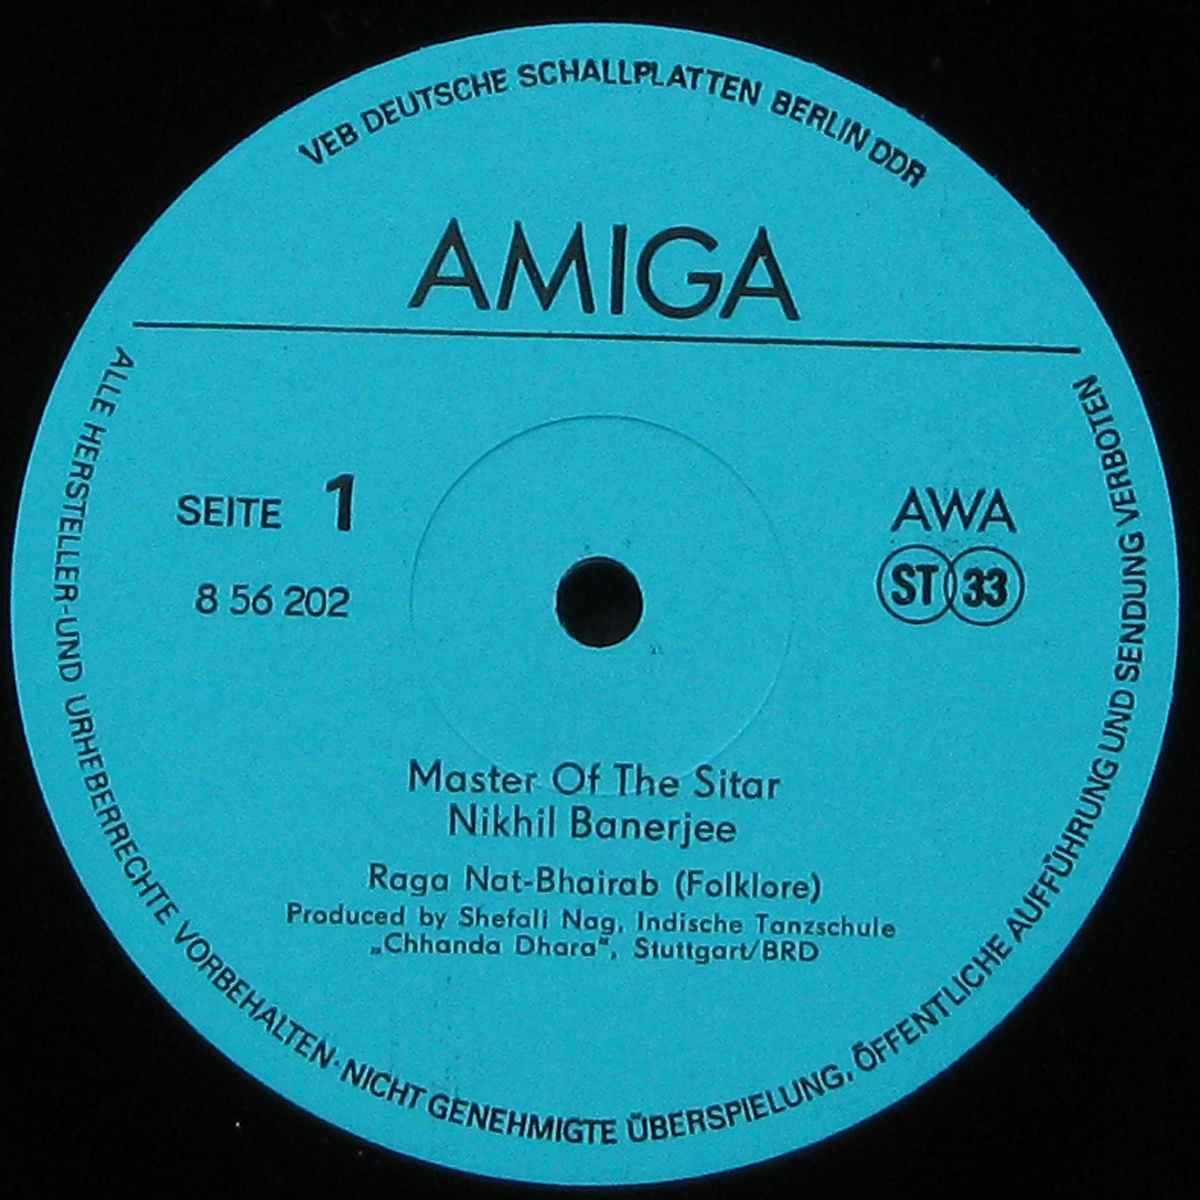 VEB DEUTSCHE SCHALLPLATTEN BERLIN DDR
AMIGA
SEITE 1
8 56 202
AWA
ST 33
Master Of The Sitar
Nikhil Banerjee
Raga Nat-Bhairab (Folklore)
Produced by Shefali Nag, Indische Tanzschule
„Chhanda Dhara“, Stuttgart/BRD
ALLE HERSTELLER-UND URHEBERRECHTE VORBEHALTEN·NICHT GENEHMIGTE ÜBERSPIELUNG, ÖFFENTLICHE AUFFÜHRUNG UND SENDUNG VERBOTEN